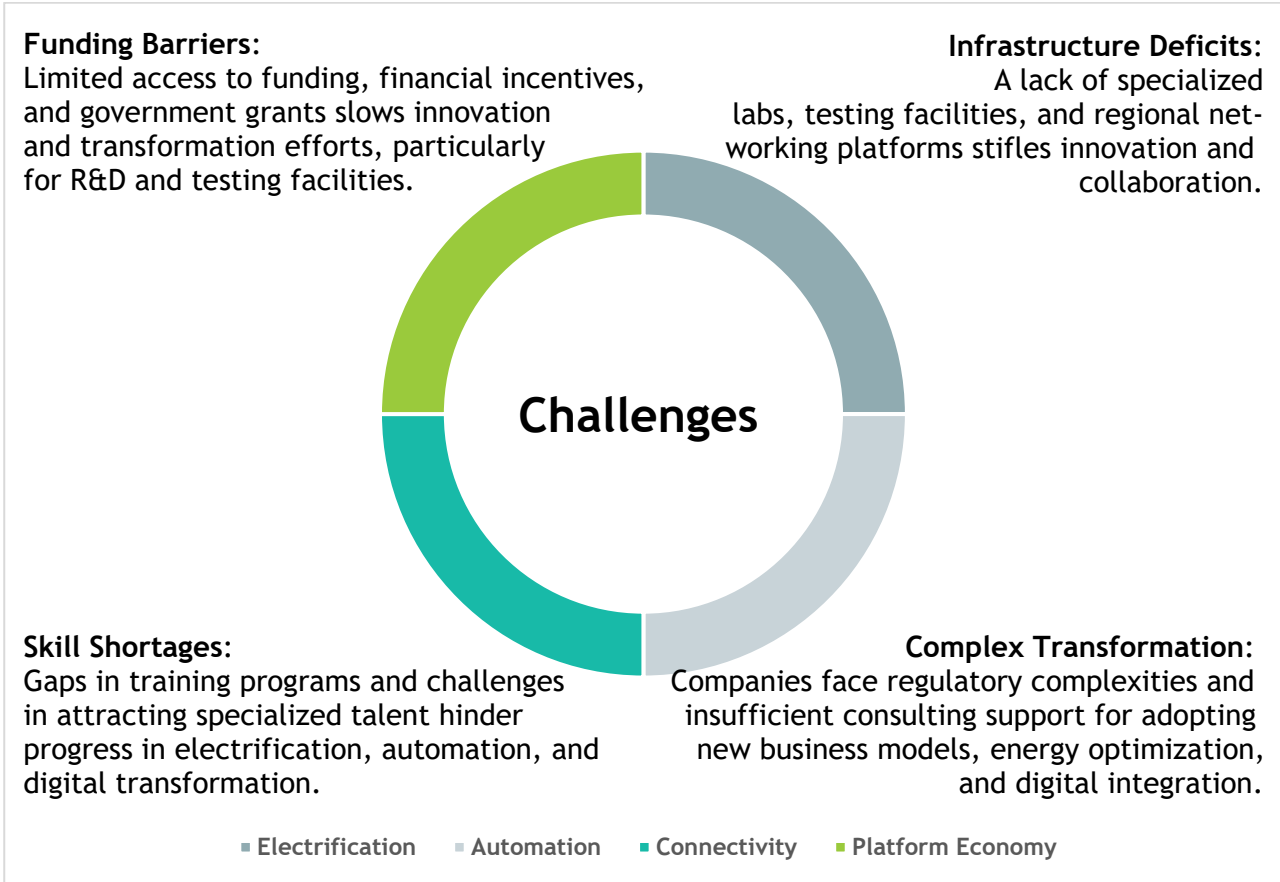 Funding Barriers:
Limited access to funding, financial incentives,
and government grants slows innovation
and transformation efforts, particularly
for R&D and testing facilities.
Infrastructure Deficits:
A lack of specialized
labs, testing facilities, and regional net-
working platforms stifles innovation and
collaboration.
Challenges
Skill Shortages:
Gaps in training programs and challenges
in attracting specialized talent hinder
progress in electrification, automation, and
digital transformation.
Complex Transformation:
Companies face regulatory complexities and
insufficient consulting support for adopting
new business models, energy optimization,
and digital integration.
Electrification Automation Connectivity Platform Economy